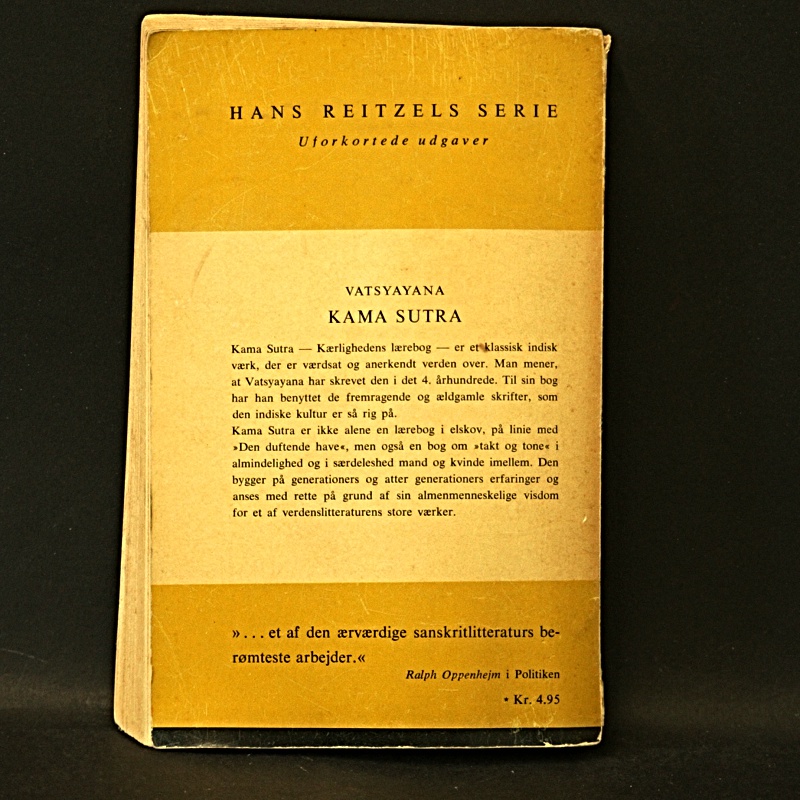 HANS REITZELS SERIE
Uforkortede udgaver
VATSYAYANA
KAMA SUTRA
Kama Sutra — Kærlighedens lærebog — er et klassisk indisk
værk, der er værdsat og anerkendt verden over. Man mener,
at Vatsyayana har skrevet den i det 4. århundrede. Til sin bog
har han benyttet de fremragende og ældgamle skrifter, som
den indiske kultur er så rig på.
Kama Sutra er ikke alene en lærebog i elskov, på linie med
»Den duftende have«, men også en bog om »takt og tone« i
almindelighed og i særdeleshed mand og kvinde imellem. Den
bygger på generationers og atter generationers erfaringer og
anses med rette på grund af sin almenmenneskelige visdom
for et af verdenslitteraturens store værker.
»... et af den ærværdige sanskritlitteraturs be-
rømteste arbejder.«
Ralph Oppenhejm i Politiken
* Kr. 4.95